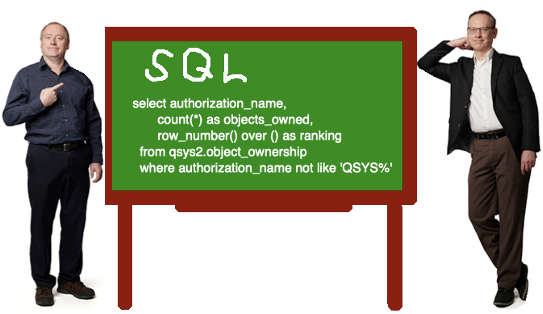 SQL
select authorization_name,
count(*) as objects_owned,
row_number() over () as ranking
from qsys2.object_ownership
where authorization_name not like 'QSYS%'